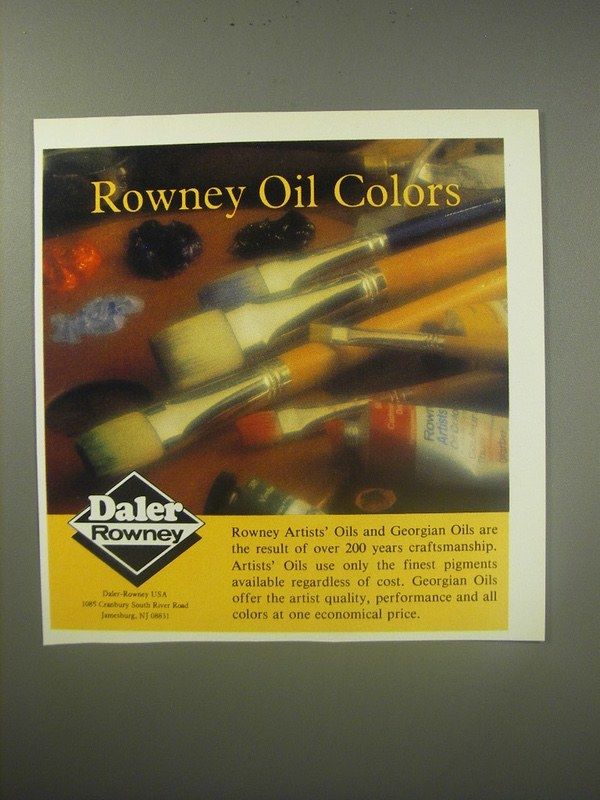 Rowney Oil Colors
Rowney
Artists
Daler
Rowney
Daler-Rowney USA
1085 Cranbury South River Road
Jamesburg, NJ 08831
Rowney Artists' Oils and Georgian Oils are
the result of over 200 years craftsmanship.
Artists' Oils use only the finest pigments
available regardless of cost. Georgian Oils
offer the artist quality, performance and all
colors at one economical price.